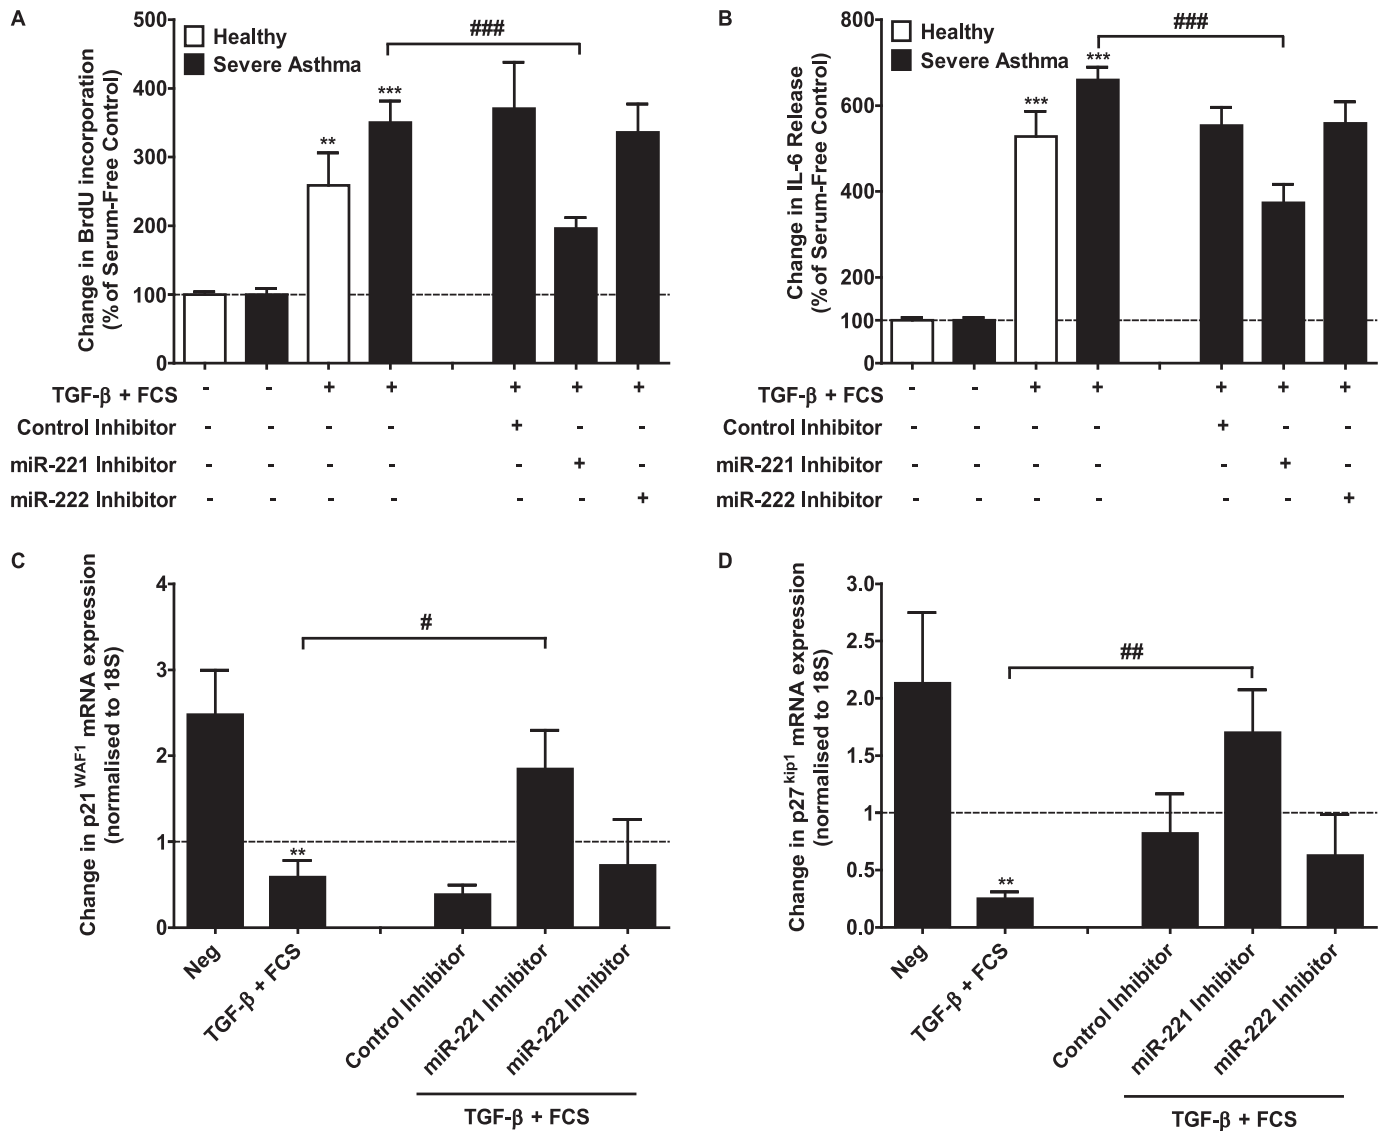 A
Change in BrdU incorporation
(% of Serum-Free Control)
500
400
300
200
100
0
Healthy
Severe Asthma
###
**
***
TGF-β + FCS - - + + + + +
Control Inhibitor - - - - + - -
miR-221 Inhibitor - - - - - + -
miR-222 Inhibitor - - - - - - +
B
Change in IL-6 Release
(% of Serum-Free Control)
800
600
400
200
100
0
Healthy
Severe Asthma
###
***
***
TGF-β + FCS - - + + + + +
Control Inhibitor - - - - + - -
miR-221 Inhibitor - - - - - + -
miR-222 Inhibitor - - - - - - +
C
Change in p21^WAF1 mRNA expression
(normalised to 18S)
4
3
2
1
0
#
**
Neg
TGF-β + FCS
Control Inhibitor
miR-221 Inhibitor
miR-222 Inhibitor
TGF-β + FCS
D
Change in p27^kip1 mRNA expression
(normalised to 18S)
3.0
2.5
2.0
1.5
1
0.5
0.0
##
**
Neg
TGF-β + FCS
Control Inhibitor
miR-221 Inhibitor
miR-222 Inhibitor
TGF-β + FCS